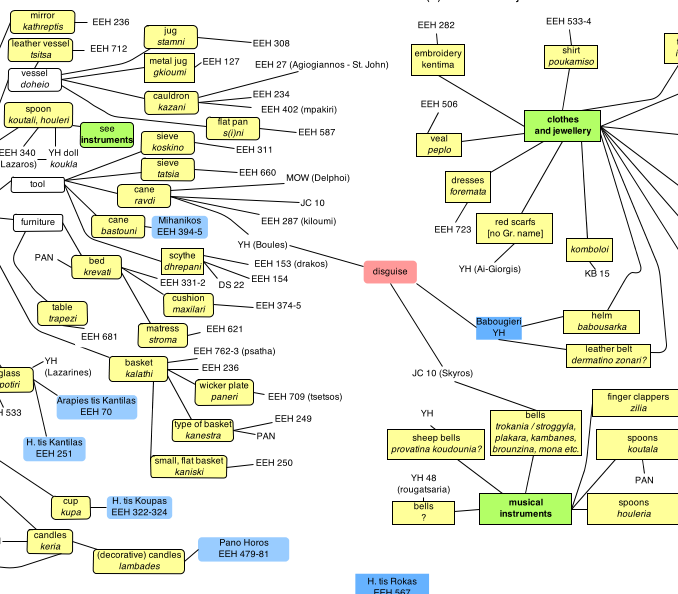 mirror
kathreptis
EEH 236
leather vessel
tsitsa
EEH 712
vessel
doheio
jug
stamni
EEH 308
metal jug
gkioumi
EEH 127
EEH 27 (Agiogiannos - St. John)
cauldron
kazani
EEH 234
EEH 402 (mpakiri)
spoon
koutali, houleri
see
instruments
flat pan
s(i)ni
EEH 587
EEH 340
Lazaros)
YH doll
koukla
sieve
koskino
EEH 311
sieve
tatsia
EEH 660
tool
cane
ravdi
MOW (Delphoi)
JC 10
EEH 287 (kiloumi)
YH (Boules)
furniture
cane
bastouni
Mihanikos
EEH 394-5
PAN
bed
krevati
scythe
dhrepani
EEH 153 (drakos)
EEH 154
DS 22
EEH 331-2
cushion
maxilari
EEH 374-5
table
trapezi
EEH 681
matress
stroma
EEH 621
basket
kalathi
EEH 762-3 (psatha)
EEH 236
wicker plate
paneri
EEH 709 (tsetsos)
glass
potiri
YH
(Lazarines)
Arapies tis Kantilas
EEH 70
H 533
H. tis Kantilas
EEH 251
type of basket
kanestra
EEH 249
PAN
small, flat basket
kaniski
EEH 250
cup
kupa
H. tis Koupas
EEH 322-324
candles
keria
(decorative) candles
lambades
Pano Horos
EEH 479-81
EEH 282
embroidery
kentima
EEH 533-4
shirt
poukamiso
EEH 506
veal
peplo
clothes
and jewellery
dresses
foremata
EEH 723
red scarfs
[no Gr. name]
YH (Ai-Giorgis)
komboloi
KB 15
disguise
Babougieri
YH
helm
babousarka
leather belt
dermatino zonari?
JC 10 (Skyros)
YH
sheep bells
provatina koudounia?
bells
trokania / stroggyla,
plakara, kambanes,
brounzina, mona etc.
finger clappers
zilia
spoons
koutala
PAN
YH 48
(rougatsaria)
bells
?
musical
instruments
spoons
houleria
H. tis Rokas
EEH 567